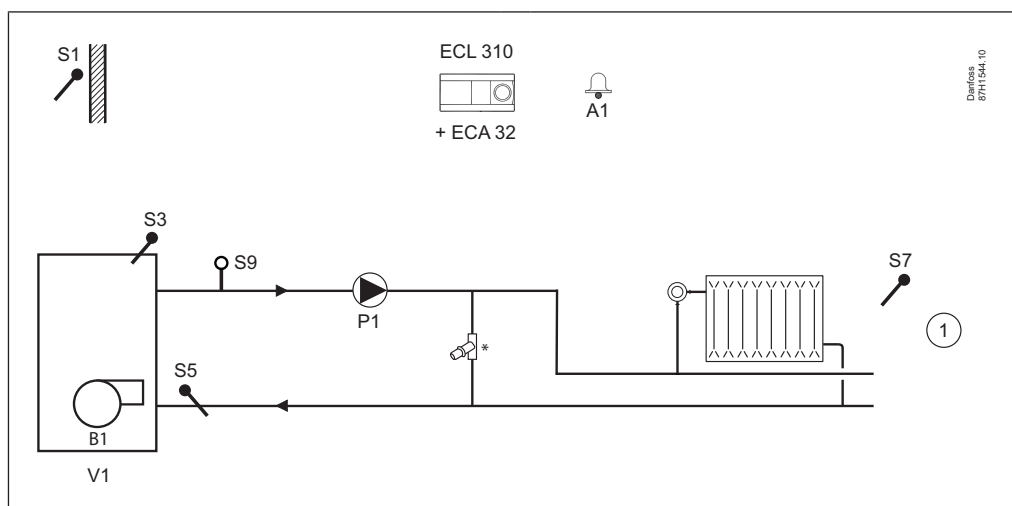 S1
ECL 310
+ ECA 32
A1
Danfoss
87H1544.10
S3
S9
P1
*
S7
1
S5
B1
V1